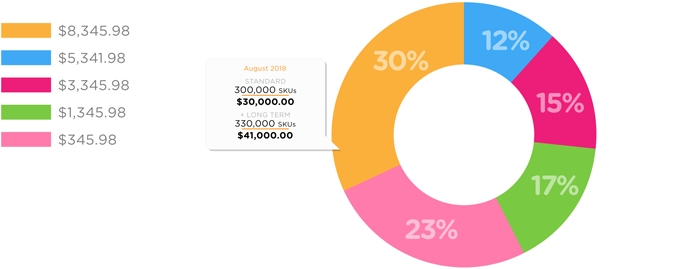 $8,345.98
$5,341.98
$3,345.98
$1,345.98
$345.98
August 2018
STANDARD
300,000 SKUs
$30,000.00
+ LONG TERM
330,000 SKUs
$41,000.00
30%
12%
15%
17%
23%